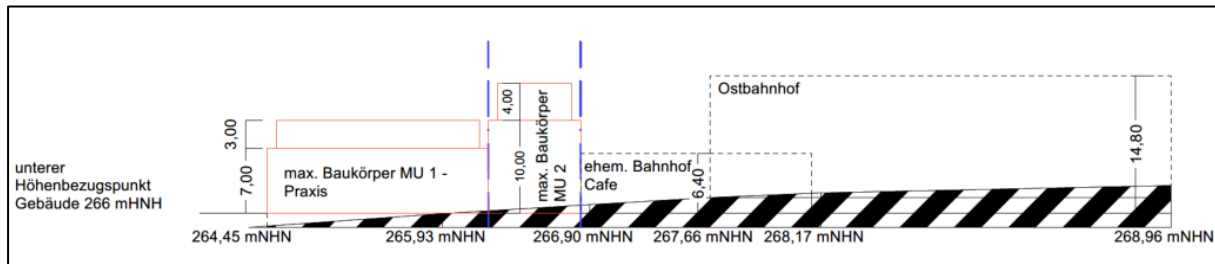 Ostbahnhof
4,00
3,00
max. Baukörper
MU 2
14,80
unterer
Höhenbezugspunkt
Gebäude 266 mHNH
7,00
max. Baukörper MU 1 -
Praxis
10,00
ehem. Bahnhof
Cafe
6,40
264,45 mNHN
265,93 mNHN
266,90 mNHN
267,66 mNHN
268,17 mNHN
268,96 mNHN